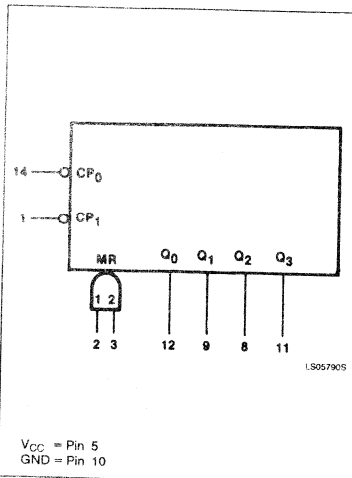 14 CP0
1 CP1
MR Q0 Q1 Q2 Q3
1 2
2 3 12 9 8 11
LS05790S
VCC = Pin 5
GND = Pin 10